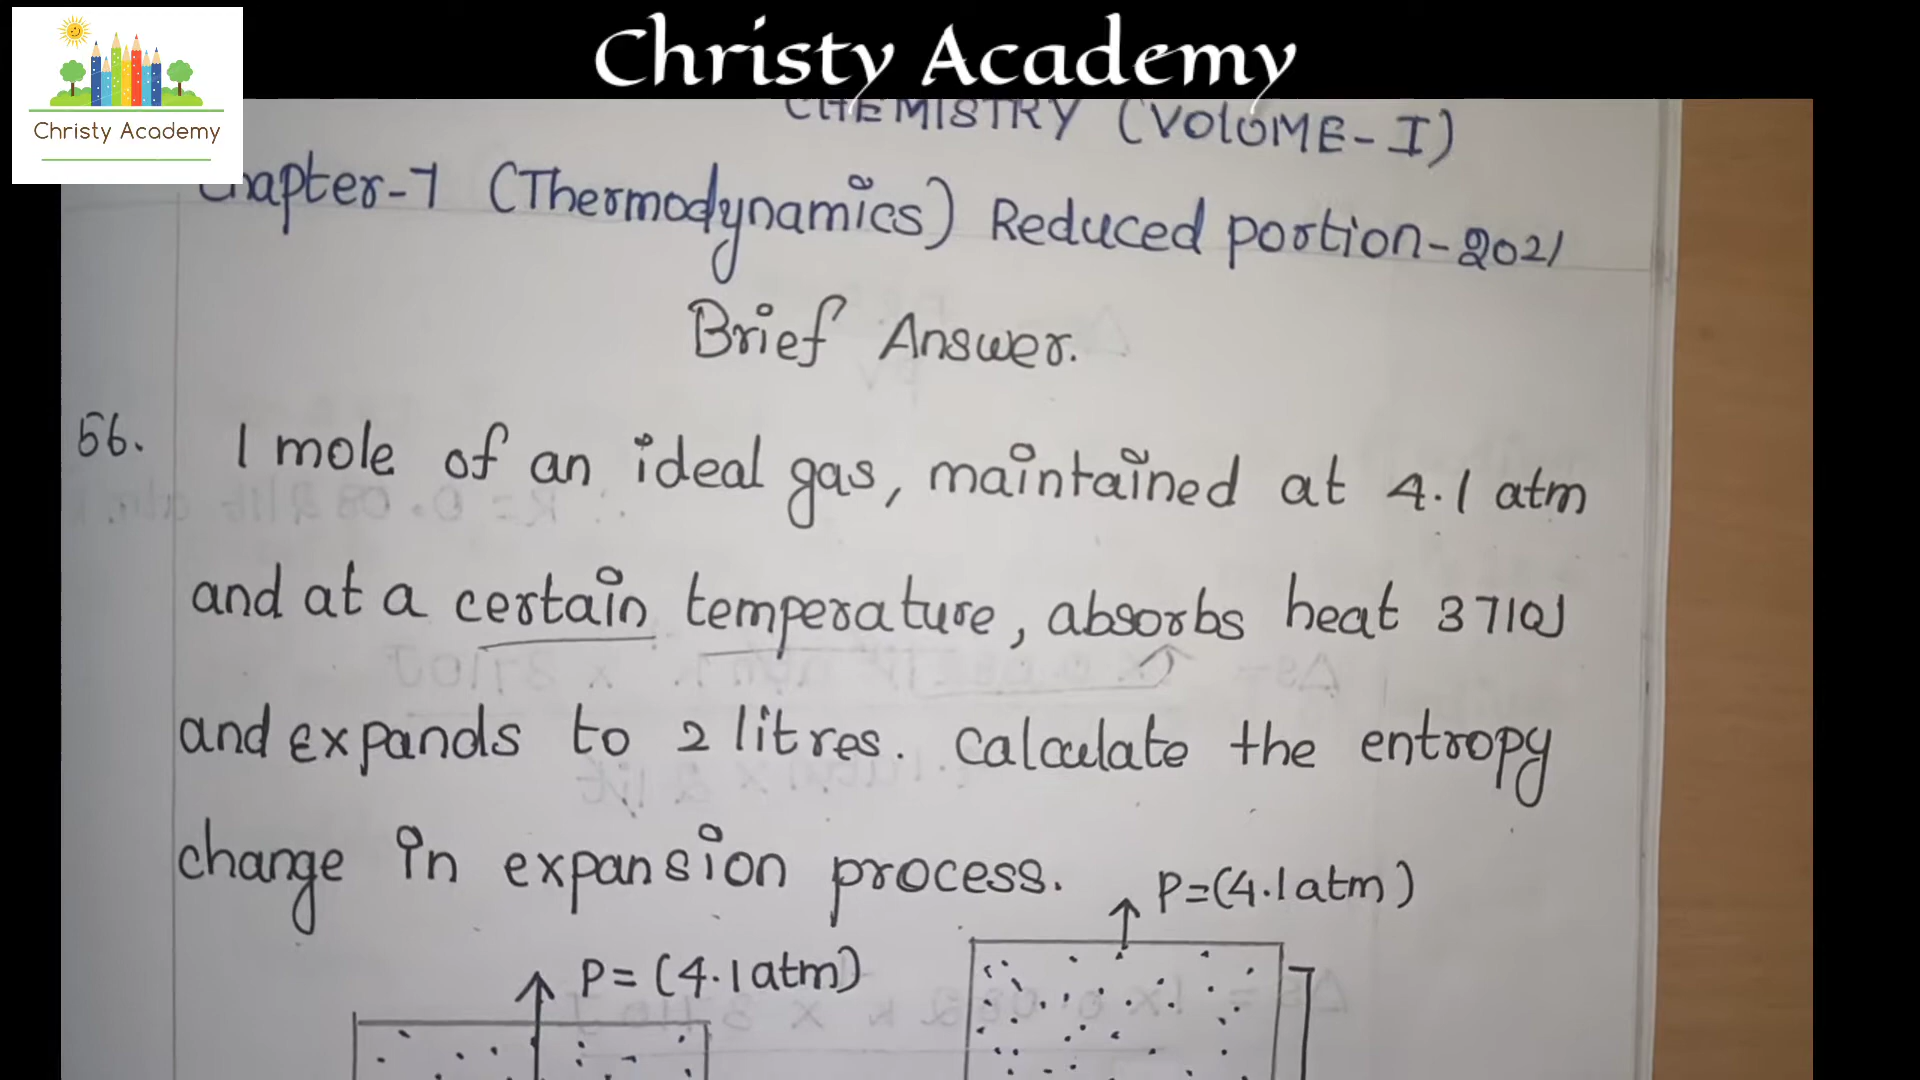 Christy Academy
Christy Academy
CHEMISTRY (VOLUME-I)
Chapter-7 (Thermodynamics) Reduced portion-2021
Brief Answer.
56. 1 mole of an ideal gas, maintained at 4.1 atm
and at a certain temperature, absorbs heat 3710J
and expands to 2 litres. calculate the entropy
change in expansion process.
P=(4.1atm)
P=(4.1atm)